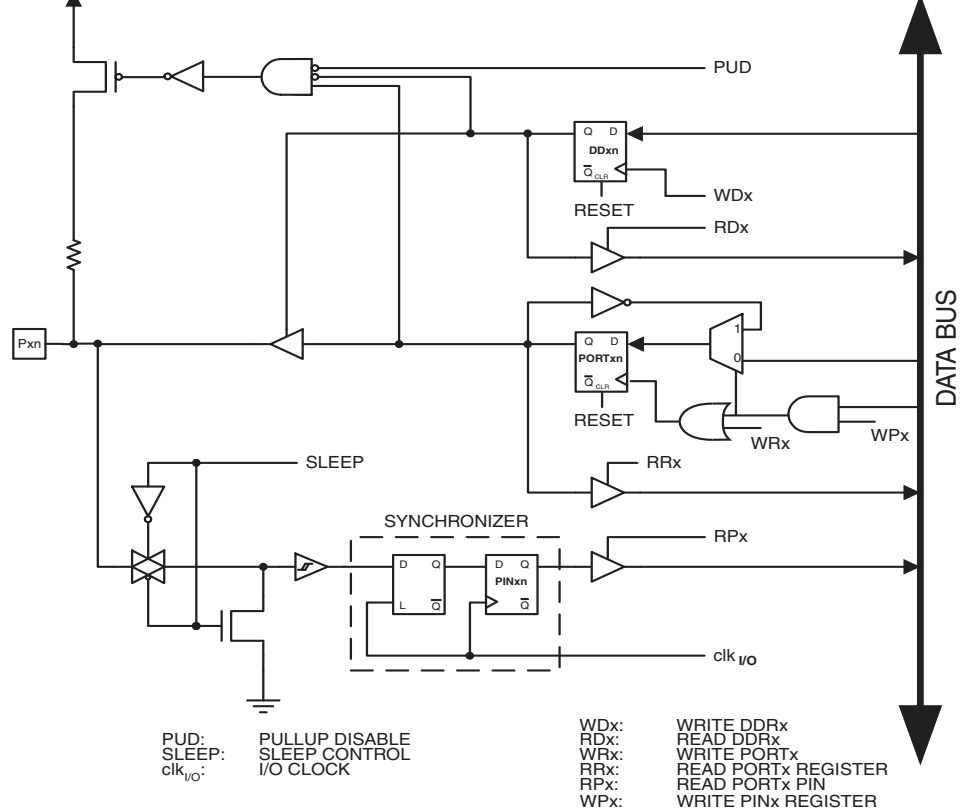 PUD
Q D
DDxn
Q CLR
WDx
RESET
RDx
Pxn
1
Q D
PORTxn
0
Q CLR
RESET
WRx
WPx
DATA BUS
SLEEP
RRx
SYNCHRONIZER
RPx
D Q
D Q
PINxn
L Q
Q
clk I/O
PUD: PULLUP DISABLE
SLEEP: SLEEP CONTROL
clkI/O: I/O CLOCK
WDx: WRITE DDRx
RDx: READ DDRx
WRx: WRITE PORTx
RRx: READ PORTx REGISTER
RPx: READ PORTx PIN
WPx: WRITE PINx REGISTER